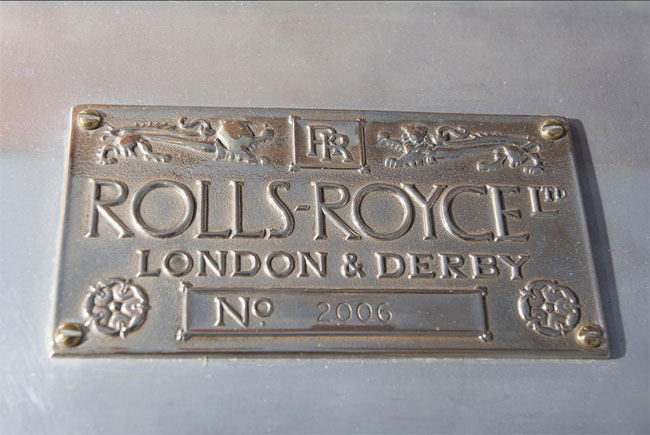 RR
ROLLS-ROYCE LTD
LONDON & DERBY
Nº 2006